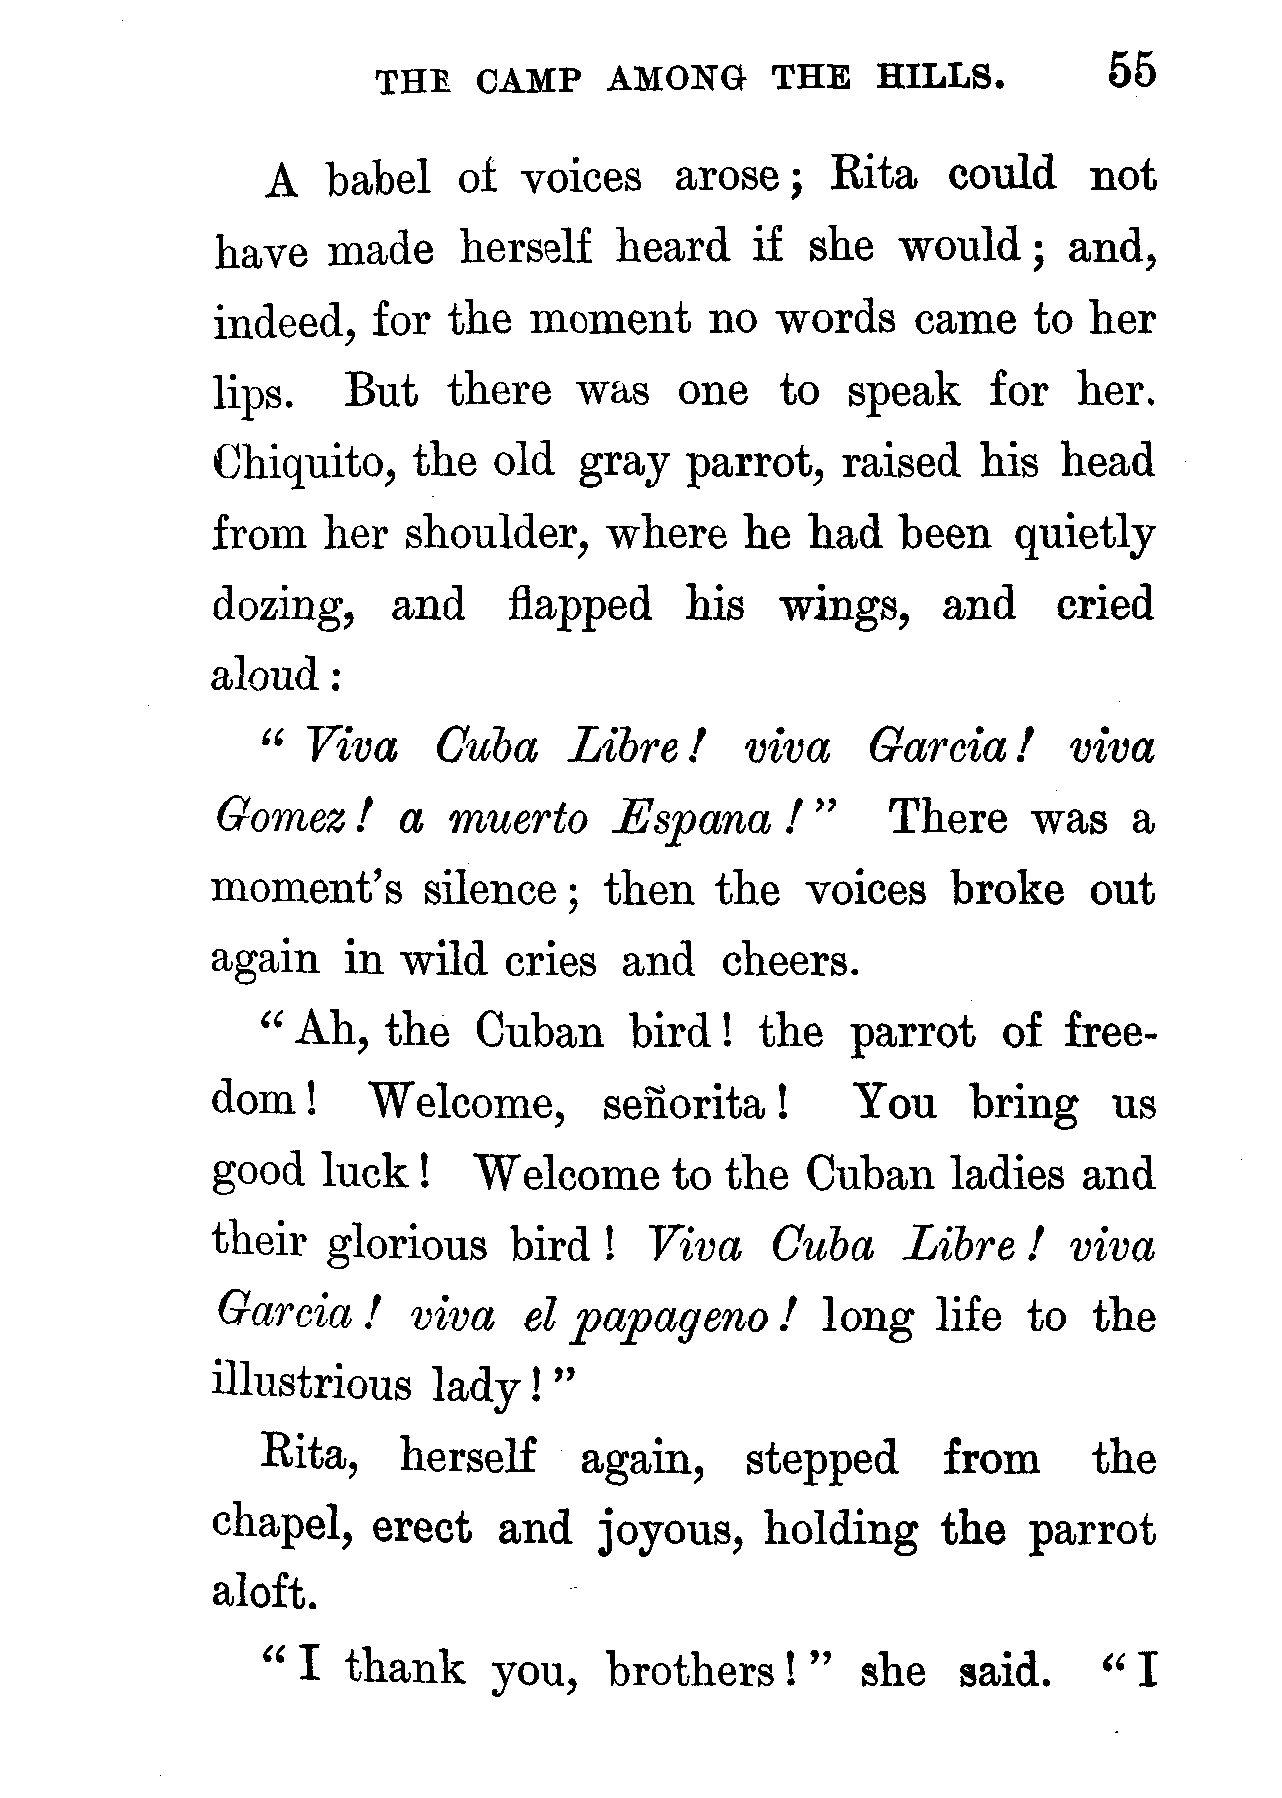 THE CAMP AMONG THE HILLS. 55
A babel of voices arose; Rita could not
have made herself heard if she would; and,
indeed, for the moment no words came to her
lips. But there was one to speak for her.
Chiquito, the old gray parrot, raised his head
from her shoulder, where he had been quietly
dozing, and flapped his wings, and cried
aloud:
"Viva Cuba Libre! viva Garcia! viva
Gomez! a muerto Espana!" There was a
moment's silence; then the voices broke out
again in wild cries and cheers.
"Ah, the Cuban bird! the parrot of free-
dom! Welcome, señorita! You bring us
good luck! Welcome to the Cuban ladies and
their glorious bird! Viva Cuba Libre! viva
Garcia! viva el papageno! long life to the
illustrious lady!"
Rita, herself again, stepped from the
chapel, erect and joyous, holding the parrot
aloft.
"I thank you, brothers!" she said. "I